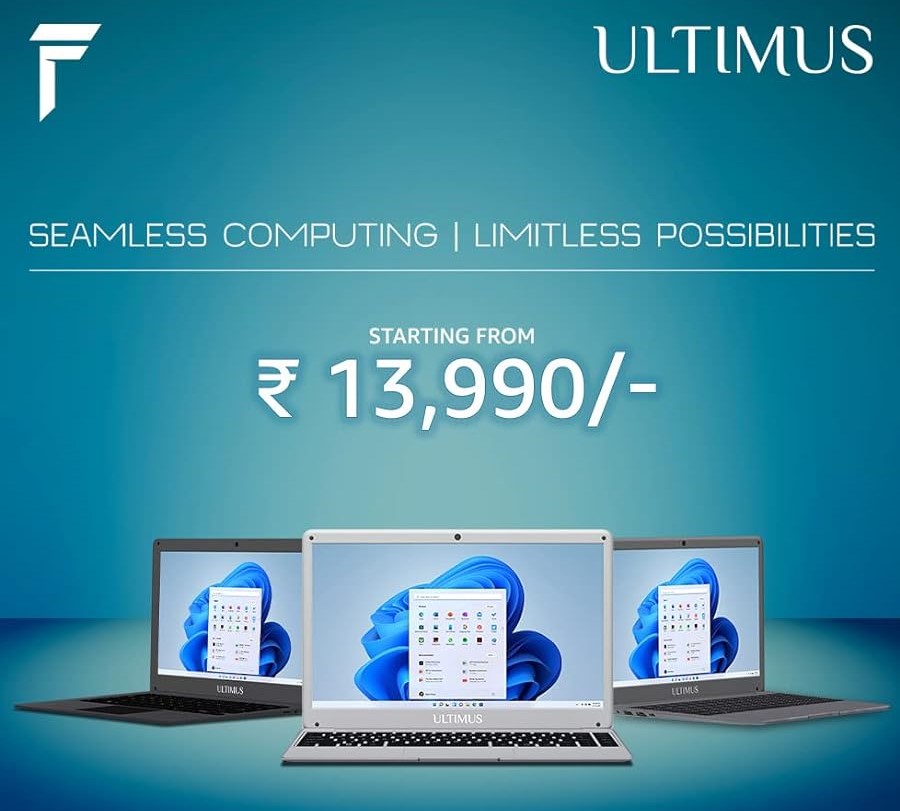 F
ULTIMUS
SEAMLESS COMPUTING | LIMITLESS POSSIBILITIES
STARTING FROM
₹ 13,990/-
ULTIMUS
ULTIMUS
ULTIMUS